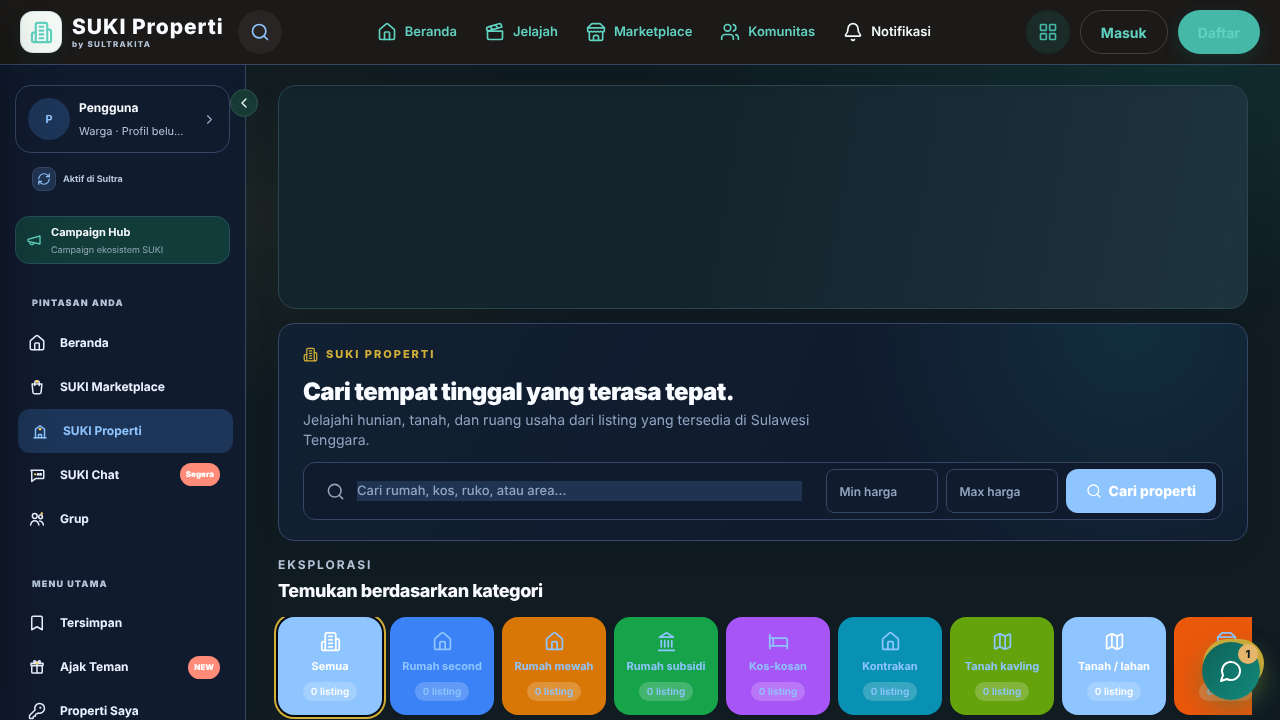 SUKI Properti
by SULTRAKITA
Beranda
Jelajah
Marketplace
Komunitas
Notifikasi
Masuk
Daftar
P
Pengguna
Warga · Profil belu...
Aktif di Sultra
Campaign Hub
Campaign ekosistem SUKI
PINTASAN ANDA
Beranda
SUKI Marketplace
SUKI Properti
SUKI Chat
Segera
Grup
MENU UTAMA
Tersimpan
Ajak Teman
NEW
Properti Saya
SUKI PROPERTI
Cari tempat tinggal yang terasa tepat.
Jelajahi hunian, tanah, dan ruang usaha dari listing yang tersedia di Sulawesi
Tenggara.
Cari rumah, kos, ruko, atau area...
Min harga
Max harga
Cari properti
EKSPLORASI
Temukan berdasarkan kategori
Semua
0 listing
Rumah second
0 listing
Rumah mewah
0 listing
Rumah subsidi
0 listing
Kos-kosan
0 listing
Kontrakan
0 listing
Tanah kavling
0 listing
Tanah / lahan
0 listing
1